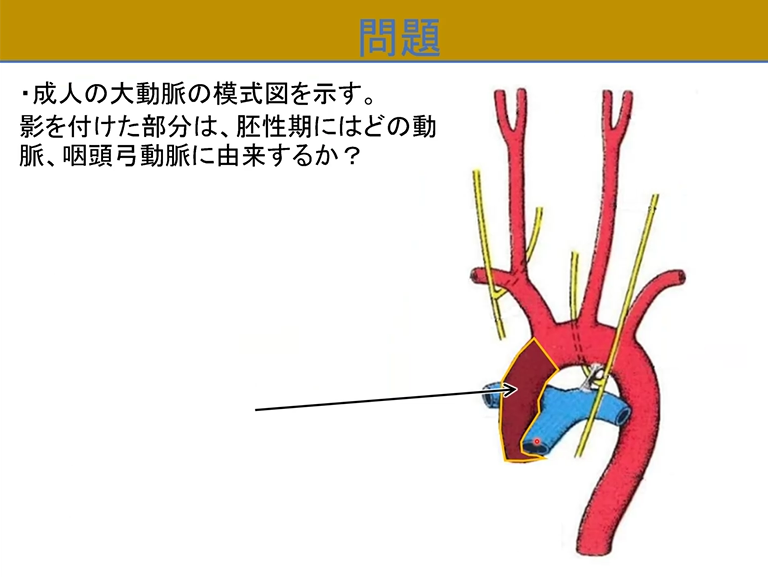 問題
・成人の大動脈の模式図を示す。
影を付けた部分は、胚性期にはどの動
脈、咽頭弓動脈に由来するか？